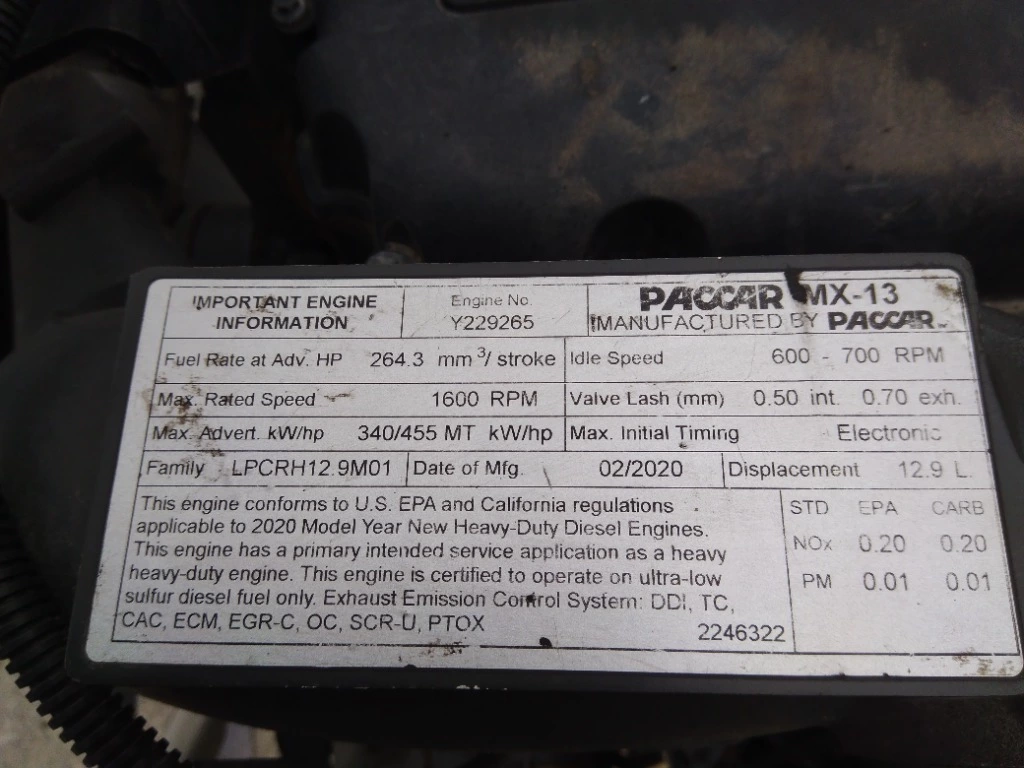 IMPORTANT ENGINE INFORMATION
Engine No.
Y229265
PACCAR MX-13
MANUFACTURED BY PACCAR
Fuel Rate at Adv. HP 264.3 mm³/ stroke
Idle Speed 600 - 700 RPM
Max. Rated Speed 1600 RPM
Valve Lash (mm) 0.50 int. 0.70 exh.
Max. Advert. kW/hp 340/455 MT kW/hp
Max. Initial Timing Electronic
Family LPCRH12.9M01
Date of Mfg. 02/2020
Displacement 12.9 L.
This engine conforms to U.S. EPA and California regulations
applicable to 2020 Model Year New Heavy-Duty Diesel Engines.
This engine has a primary intended service application as a heavy
heavy-duty engine. This engine is certified to operate on ultra-low
sulfur diesel fuel only. Exhaust Emission Control System: DDI, TC,
CAC, ECM, EGR-C, OC, SCR-U, PTOX
2246322
STD EPA CARB
NOx 0.20 0.20
PM 0.01 0.01